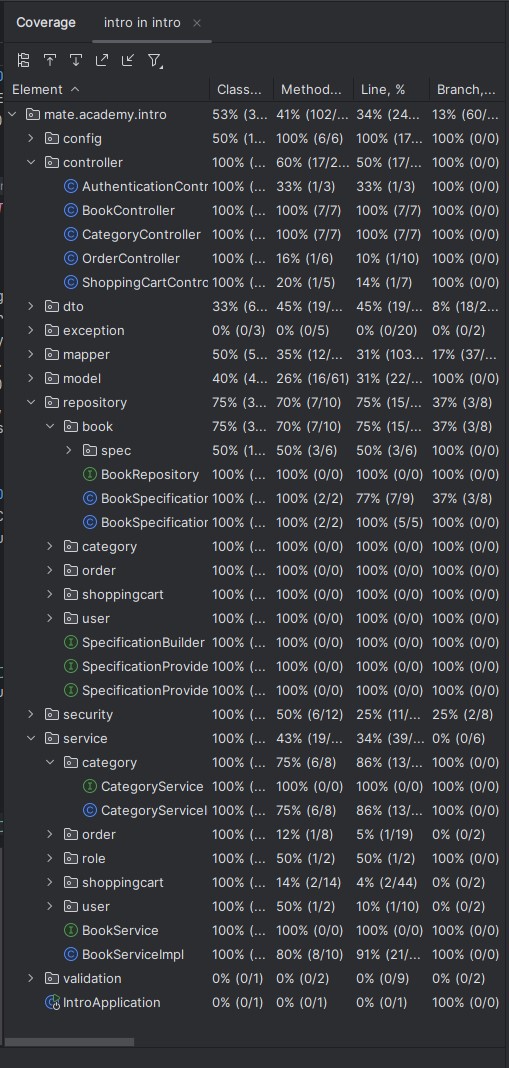 Coverage intro in intro ×
Element Class... Method... Line, % Branch,...
mate.academy.intro 53% (3... 41% (102/... 34% (24... 13% (60/...
config 50% (1... 100% (6/6) 100% (17... 100% (0/0)
controller 100% (... 60% (17/2... 50% (17/... 100% (0/0)
AuthenticationContr 100% (... 33% (1/3) 33% (1/3) 100% (0/0)
BookController 100% (... 100% (7/7) 100% (7/7) 100% (0/0)
CategoryController 100% (... 100% (7/7) 100% (7/7) 100% (0/0)
OrderController 100% (... 16% (1/6) 10% (1/10) 100% (0/0)
ShoppingCartContro 100% (... 20% (1/5) 14% (1/7) 100% (0/0)
dto 33% (6... 45% (19/... 45% (19/... 8% (18/2...
exception 0% (0/3) 0% (0/5) 0% (0/20) 0% (0/2)
mapper 50% (5... 35% (12/... 31% (103... 17% (37/...
model 40% (4... 26% (16/61) 31% (22/... 100% (0/0)
repository 75% (3... 70% (7/10) 75% (15/... 37% (3/8)
book 75% (3... 70% (7/10) 75% (15/... 37% (3/8)
spec 50% (1... 50% (3/6) 50% (3/6) 100% (0/0)
BookRepository 100% (... 100% (0/0) 100% (0/0) 100% (0/0)
BookSpecification 100% (... 100% (2/2) 77% (7/9) 37% (3/8)
BookSpecification 100% (... 100% (2/2) 100% (5/5) 100% (0/0)
category 100% (... 100% (0/0) 100% (0/0) 100% (0/0)
order 100% (... 100% (0/0) 100% (0/0) 100% (0/0)
shoppingcart 100% (... 100% (0/0) 100% (0/0) 100% (0/0)
user 100% (... 100% (0/0) 100% (0/0) 100% (0/0)
SpecificationBuilder 100% (... 100% (0/0) 100% (0/0) 100% (0/0)
SpecificationProvide 100% (... 100% (0/0) 100% (0/0) 100% (0/0)
SpecificationProvide 100% (... 100% (0/0) 100% (0/0) 100% (0/0)
security 100% (... 50% (6/12) 25% (11/... 25% (2/8)
service 100% (... 43% (19/... 34% (39/... 0% (0/6)
category 100% (... 75% (6/8) 86% (13/... 100% (0/0)
CategoryService 100% (... 100% (0/0) 100% (0/0) 100% (0/0)
CategoryServiceI 100% (... 75% (6/8) 86% (13/... 100% (0/0)
order 100% (... 12% (1/8) 5% (1/19) 0% (0/2)
role 100% (... 50% (1/2) 50% (1/2) 100% (0/0)
shoppingcart 100% (... 14% (2/14) 4% (2/44) 0% (0/2)
user 100% (... 50% (1/2) 10% (1/10) 0% (0/2)
BookService 100% (... 100% (0/0) 100% (0/0) 100% (0/0)
BookServiceImpl 100% (... 80% (8/10) 91% (21/... 100% (0/0)
validation 0% (0/1) 0% (0/2) 0% (0/9) 0% (0/2)
IntroApplication 0% (0/1) 0% (0/1) 0% (0/1) 100% (0/0)